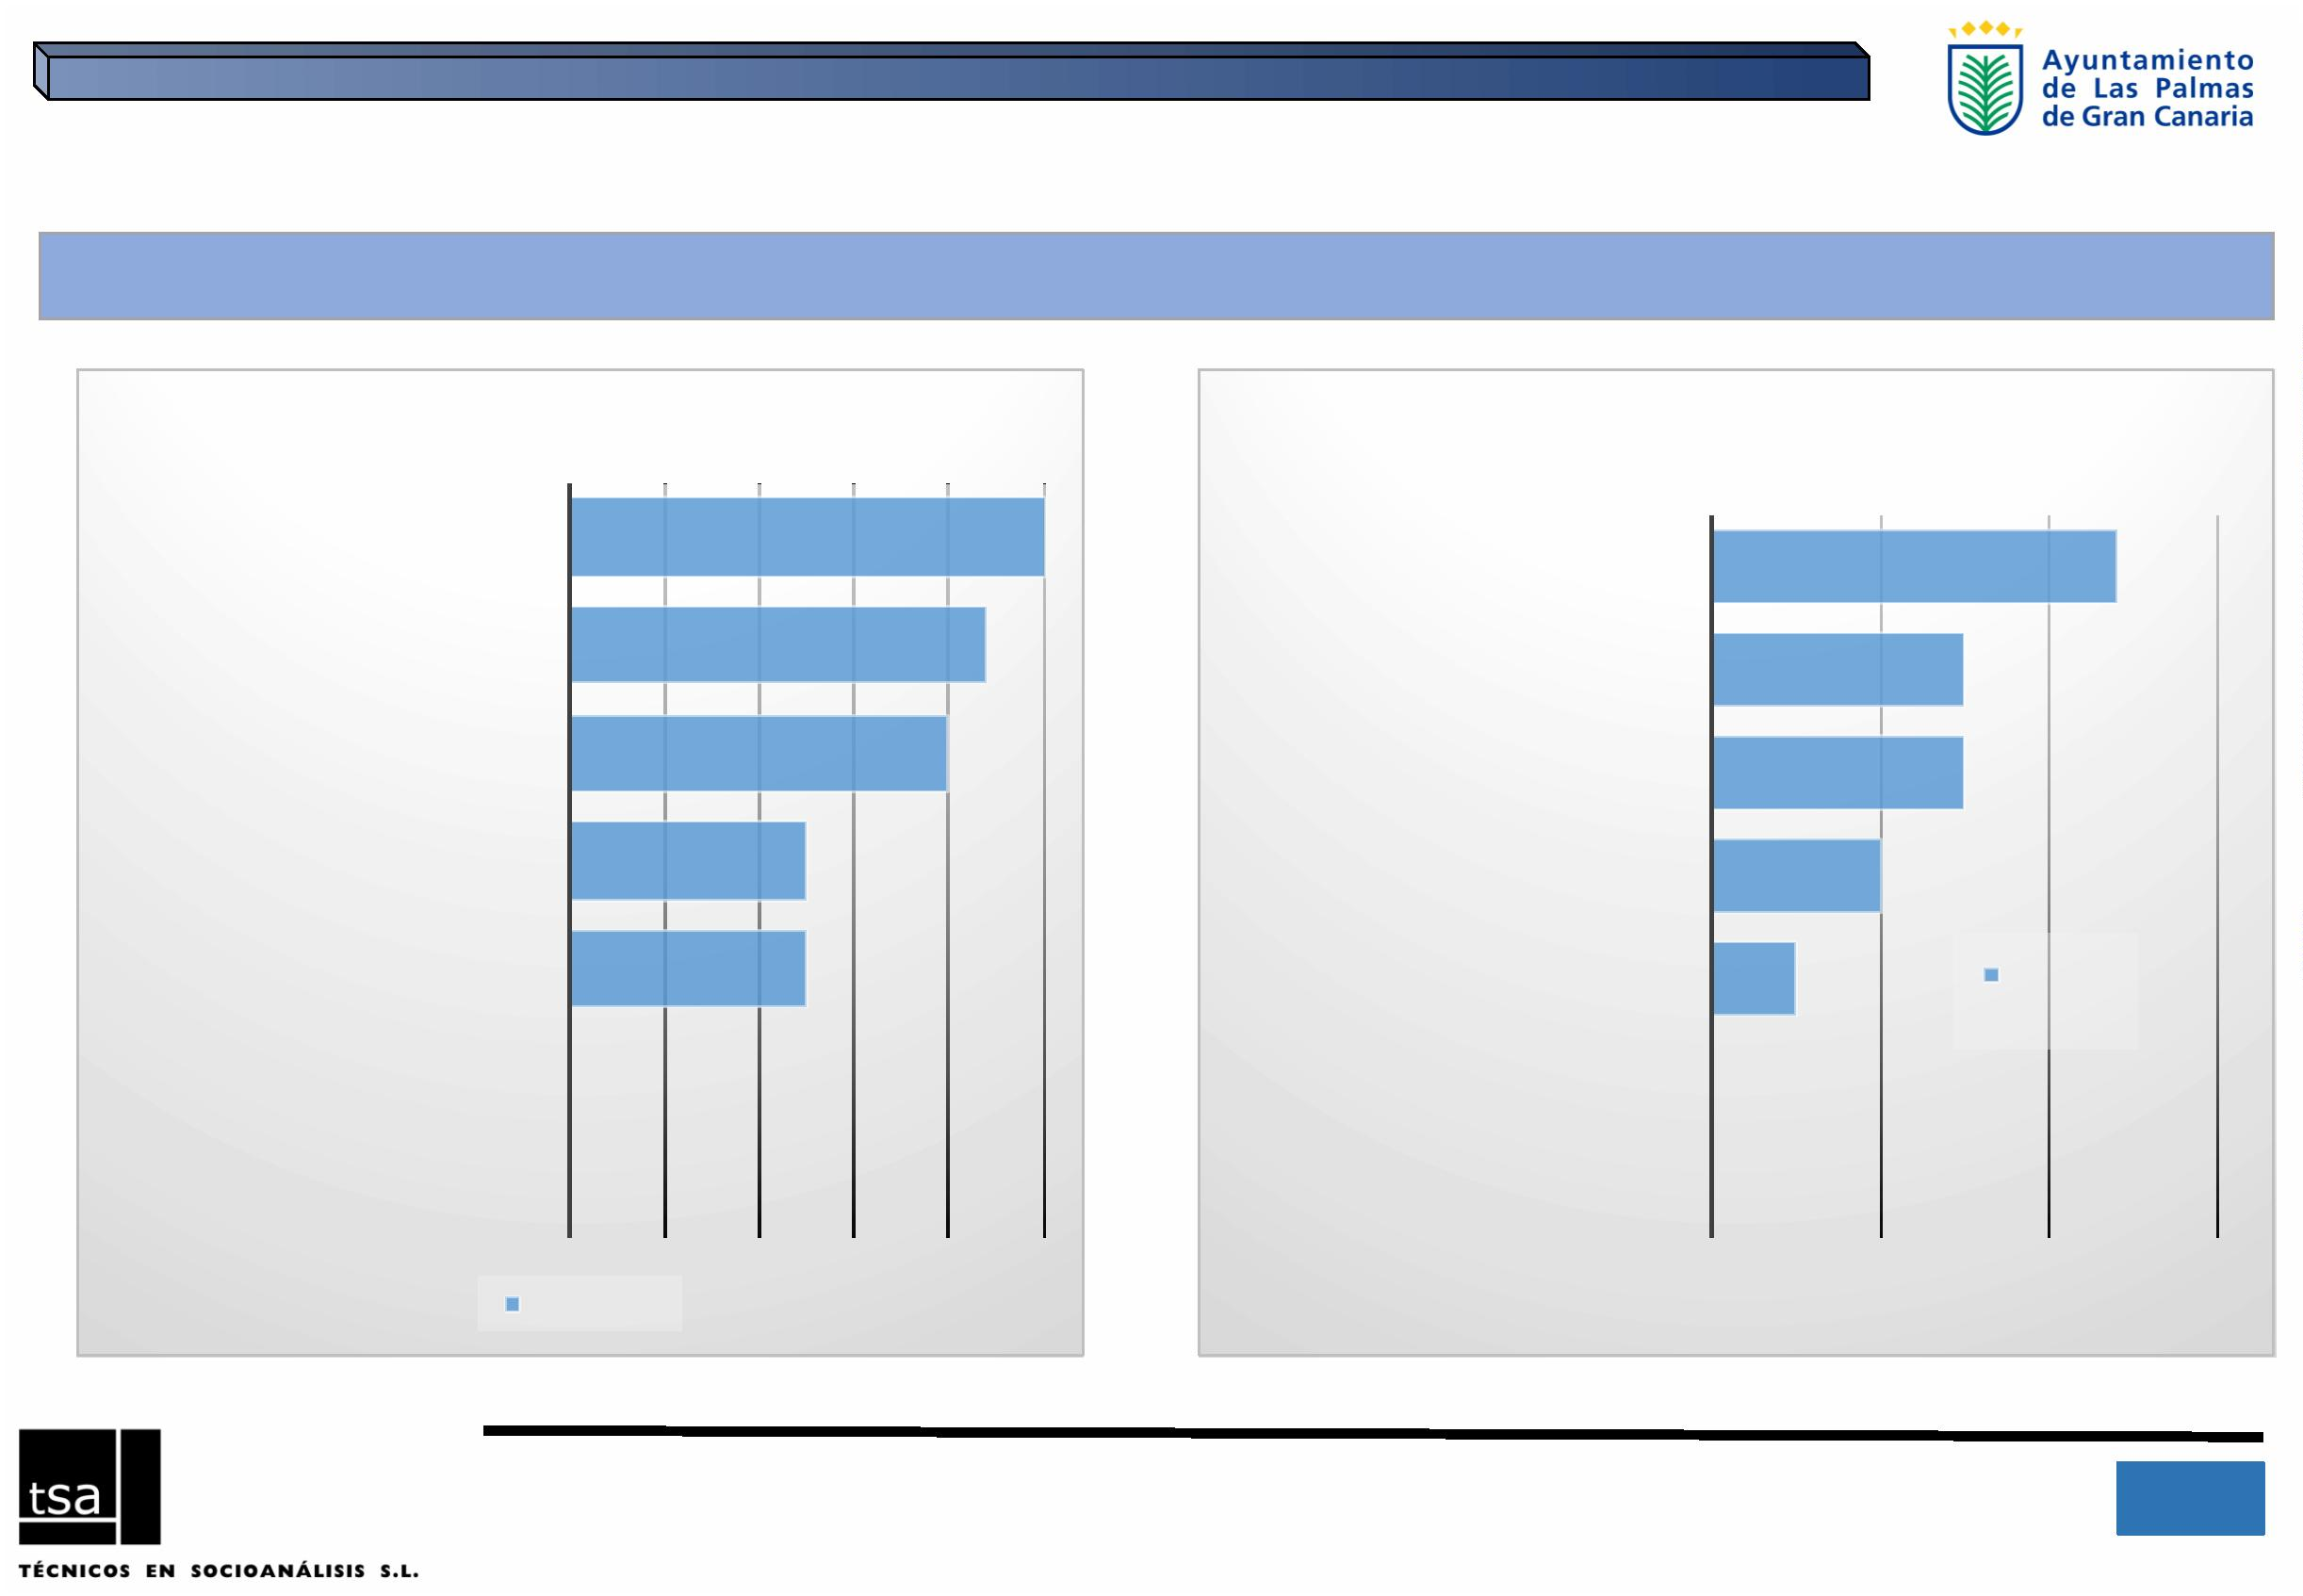 Ayuntamiento
de Las Palmas
de Gran Canaria
tsa
TÉCNICOS EN SOCIOANÁLISIS S.L.